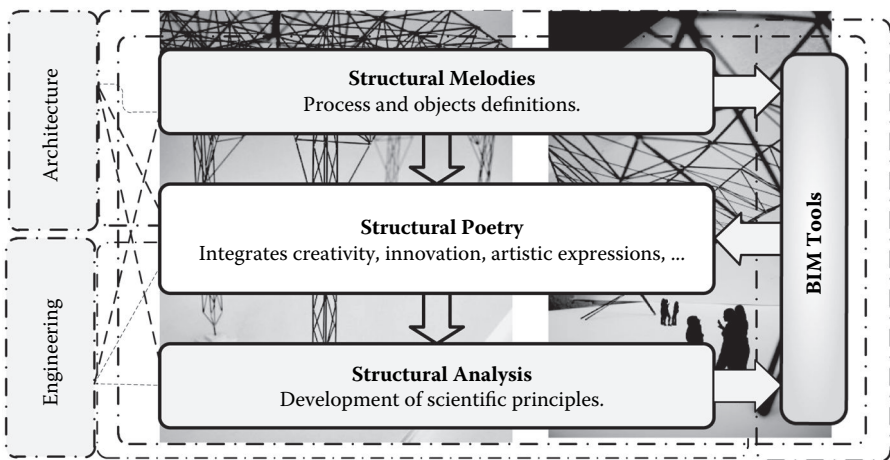 Architecture
Engineering
Structural Melodies
Process and objects definitions.
Structural Poetry
Integrates creativity, innovation, artistic expressions, ...
Structural Analysis
Development of scientific principles.
BIM Tools